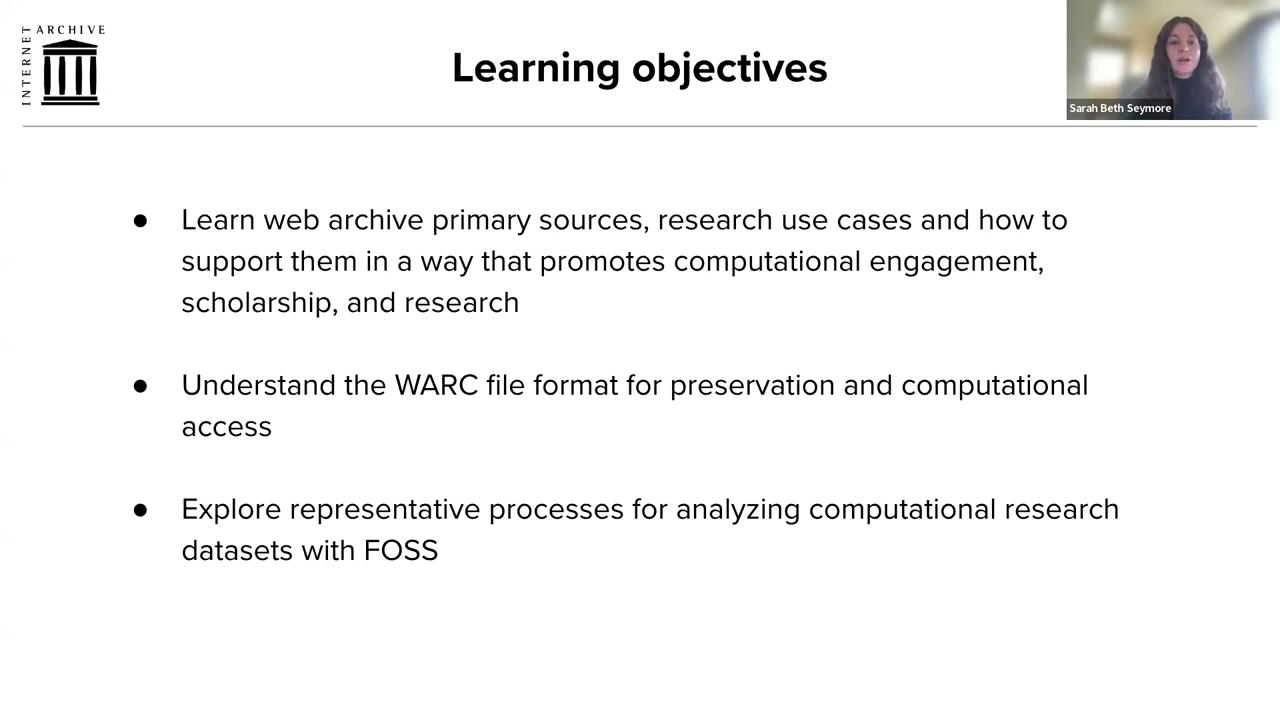 INTERNET
ARCHIVE
Learning objectives
Sarah Beth Seymore
● Learn web archive primary sources, research use cases and how to
support them in a way that promotes computational engagement,
scholarship, and research
● Understand the WARC file format for preservation and computational
access
● Explore representative processes for analyzing computational research
datasets with FOSS